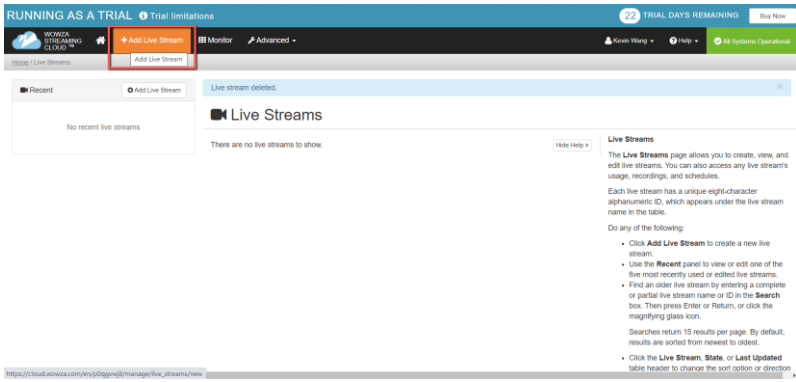 RUNNING AS A TRIAL Trial limitations
22 TRIAL DAYS REMAINING Buy Now
WOWZA
STREAMING
CLOUD ™
+ Add Live Stream
Monitor
Advanced
Kevin Wang
Help
All Systems Operational
Add Live Stream
Home / Live Streams
Recent
Add Live Stream
No recent live streams
Live stream deleted.
×
Live Streams
There are no live streams to show.
Hide Help »
Live Streams
The Live Streams page allows you to create, view, and
edit live streams. You can also access any live stream's
usage, recordings, and schedules.
Each live stream has a unique eight-character
alphanumeric ID, which appears under the live stream
name in the table.
Do any of the following:
• Click Add Live Stream to create a new live
stream.
• Use the Recent panel to view or edit one of the
five most recently used or edited live streams.
• Find an older live stream by entering a complete
or partial live stream name or ID in the Search
box. Then press Enter or Return, or click the
magnifying glass icon.
Searches return 15 results per page. By default,
results are sorted from newest to oldest.
• Click the Live Stream, State, or Last Updated
table header to change the sort option or direction
https://cloud.wowza.com/en/p0qgvwj8/manage/live_streams/new